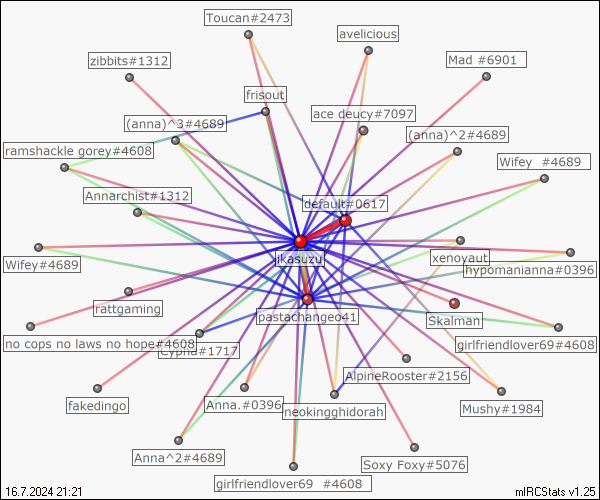 Toucan#2473
avelicious
zibbits#1312
Mad #6901
frisout
ace deucy#7097
(anna)^3#4689
(anna)^2#4689
ramshackle gorey#4608
Wifey  #4689
Annarchist#1312
default#0617
Wifey#4689
jikasuzu
xenoyaut
hypomanianna#0396
rattgaming
pastachangeo41
Skalman
no cops no laws no hope#4608
Cypha#1717
girlfriendlover69#4608
AlpineRooster#2156
fakedingo
Anna.#0396
neokingghidorah
Mushy#1984
Anna^2#4689
Soxy Foxy#5076
girlfriendlover69  #4608
16.7.2024 21:21
mIRCStats v1.25